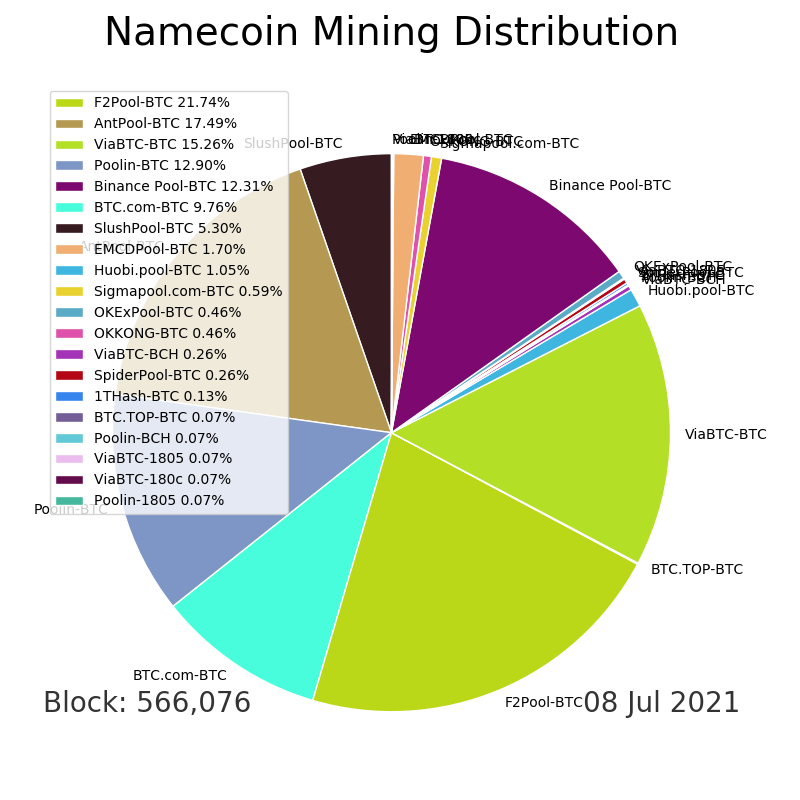 Namecoin Mining Distribution
F2Pool-BTC 21.74%
AntPool-BTC 17.49%
ViaBTC-BTC 15.26%
Poolin-BTC 12.90%
Binance Pool-BTC 12.31%
BTC.com-BTC 9.76%
SlushPool-BTC 5.30%
EMCDPool-BTC 1.70%
Huobi.pool-BTC 1.05%
Sigmapool.com-BTC 0.59%
OKExPool-BTC 0.46%
OKKONG-BTC 0.46%
ViaBTC-BCH 0.26%
SpiderPool-BTC 0.26%
1THash-BTC 0.13%
BTC.TOP-BTC 0.07%
Poolin-BCH 0.07%
ViaBTC-1805 0.07%
ViaBTC-180c 0.07%
Poolin-1805 0.07%
SlushPool-BTC
Sigmapool.com-BTC
Binance Pool-BTC
OKExPool-BTC
ViaBTC-BCH
Huobi.pool-BTC
AntPool-BTC
ViaBTC-BTC
Poolin-BTC
BTC.TOP-BTC
BTC.com-BTC
F2Pool-BTC
Block: 566,076
08 Jul 2021